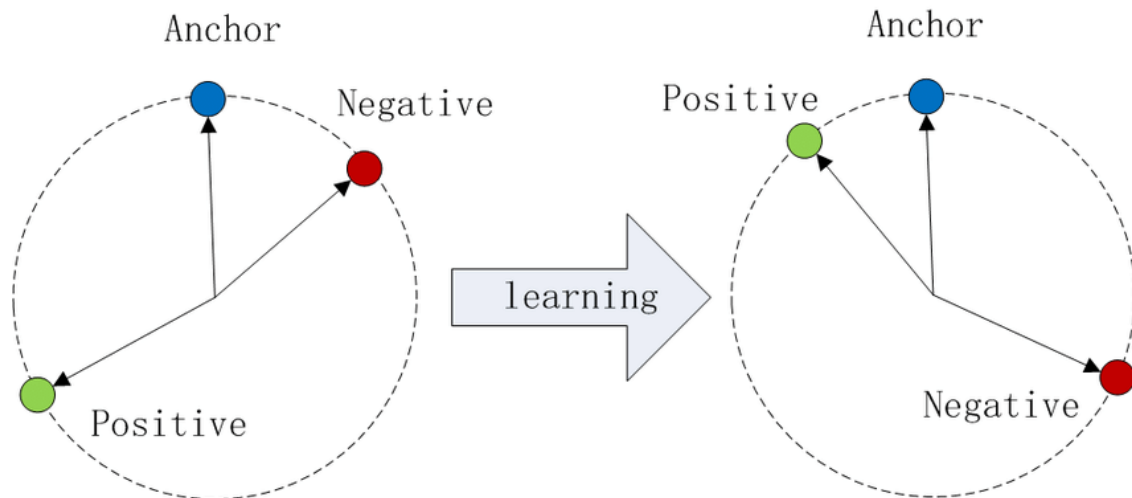 Anchor
Negative
Positive
learning
Anchor
Positive
Negative